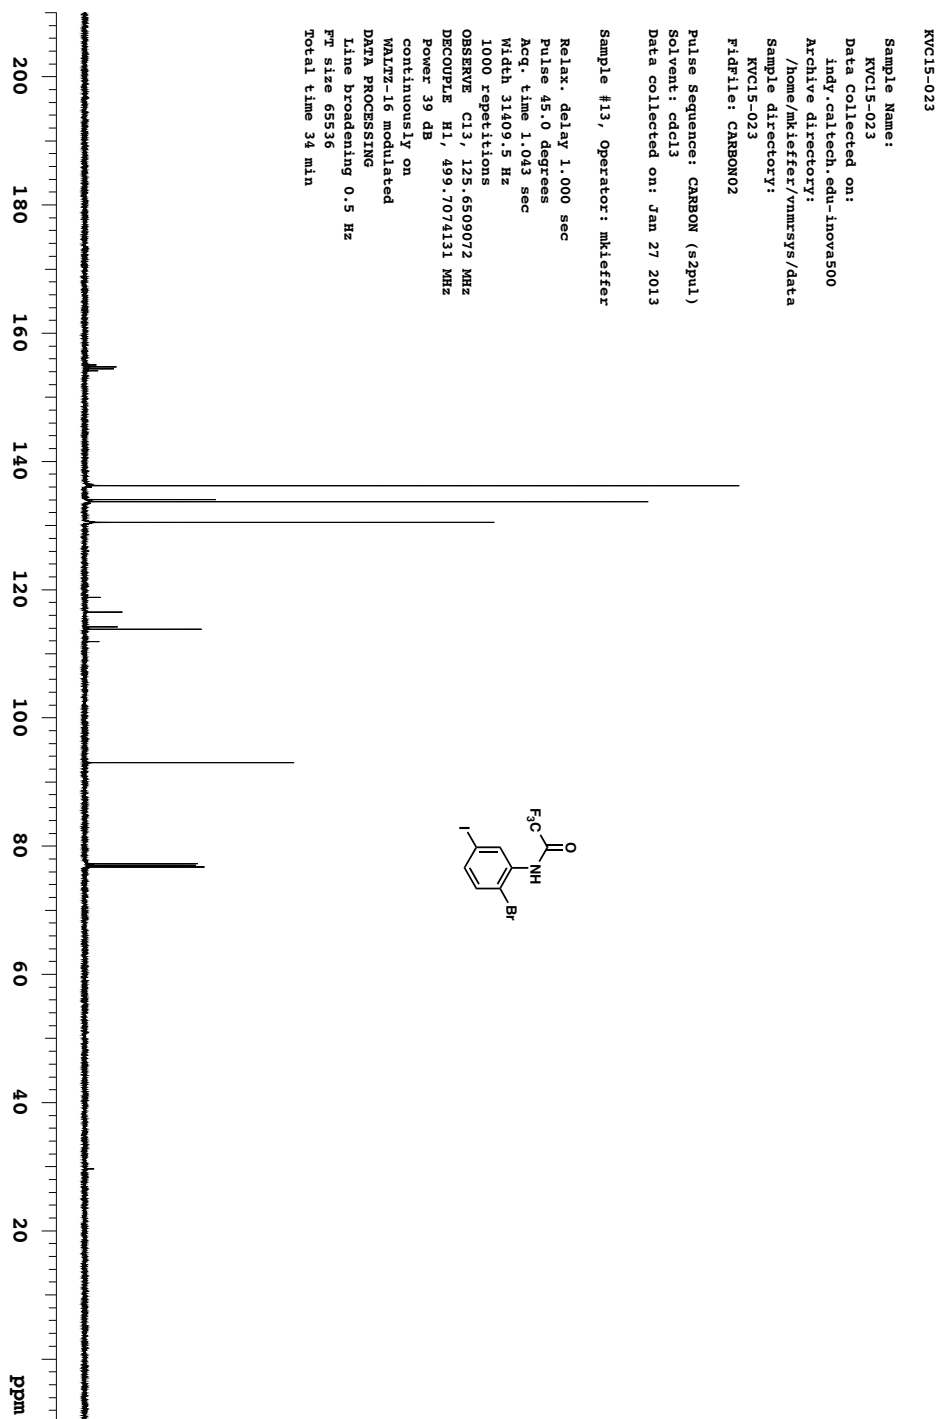 KVC15-023
Sample Name:
KVC15-023
Data Collected on:
indy.caltech.edu-inova500
Archive directory:
/home/mkieffer/vnmrsys/data
Sample directory:
KVC15-023
FidFile: CARBON02
Pulse Sequence: CARBON (s2pul)
Solvent: cdcl3
Data collected on: Jan 27 2013
Sample #13, Operator: mkieffer
Relax. delay 1.000 sec
Pulse 45.0 degrees
Acq. time 1.043 sec
Width 31409.5 Hz
1000 repetitions
OBSERVE C13, 125.6509072 MHz
DECOUPLE H1, 499.7074131 MHz
Power 39 dB
continuously on
WALTZ-16 modulated
DATA PROCESSING
Line broadening 0.5 Hz
FT size 65536
Total time 34 min
O
F3C
NH
Br
I
200 180 160 140 120 100 80 60 40 20 ppm